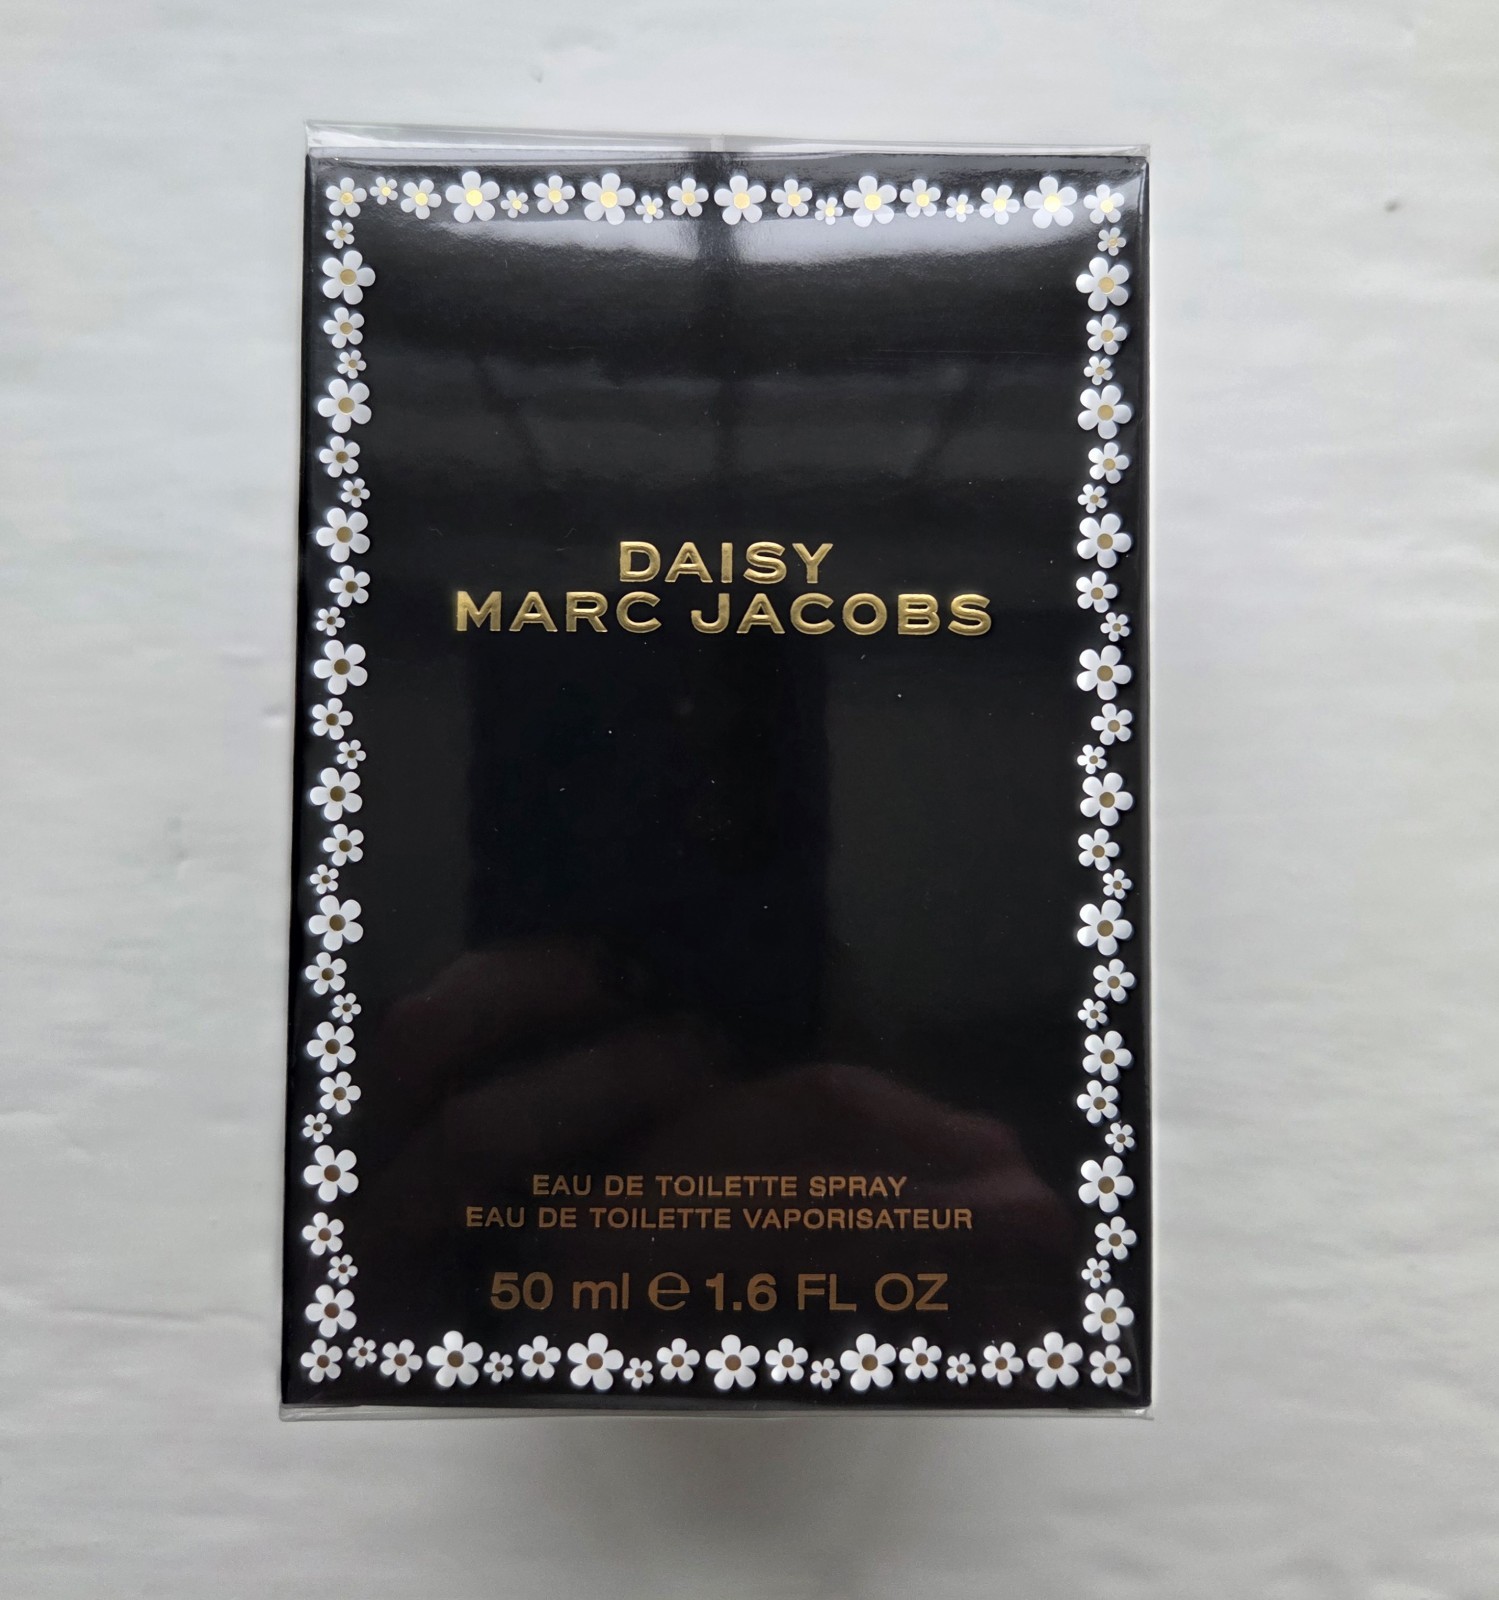 DAISY
MARC JACOBS
EAU DE TOILETTE SPRAY
EAU DE TOILETTE VAPORISATEUR
50 ml ℮ 1.6 FL OZ